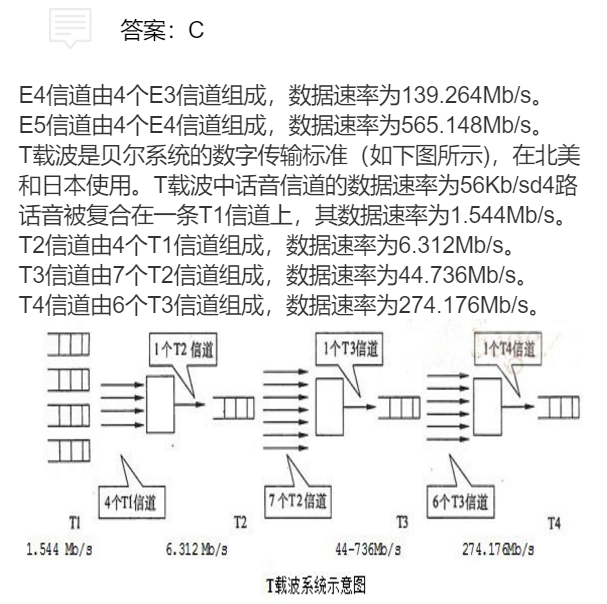 答案：C
E4信道由4个E3信道组成，数据速率为139.264Mb/s。
E5信道由4个E4信道组成，数据速率为565.148Mb/s。
T载波是贝尔系统的数字传输标准（如下图所示)，在北美
和日本使用。T载波中话音信道的数据速率为56Kb/sd4路
话音被复合在一条T1信道上，其数据速率为1.544Mb/s。
T2信道由4个T1信道组成，数据速率为6.312Mb/s。
T3信道由7个T2信道组成，数据速率为44.736Mb/s。
T4信道由6个T3信道组成，数据速率为274.176Mb/s。
1个T2 信道
1个T3信道
1个T4信道
4个T1信道
7个T2信道
6个T3信道
T1
T2
T3
T4
1.544 Mb/s
6.312 Mb/s
44-736Mb/s
274.176Mb/s
T载波系统示意图